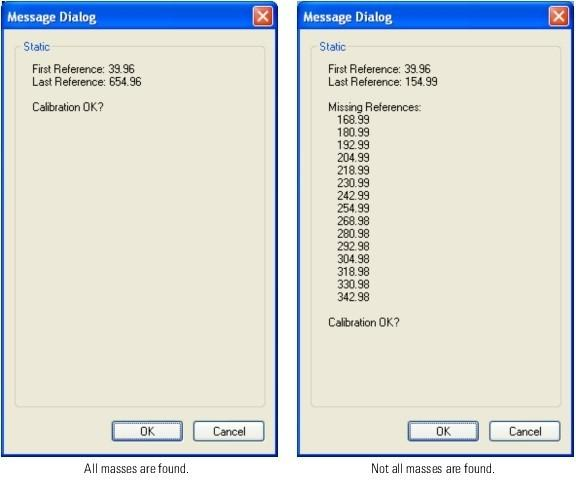 Message Dialog
Static
First Reference: 39.96
Last Reference: 654.96
Calibration OK?
OK
Cancel
All masses are found.
Message Dialog
Static
First Reference: 39.96
Last Reference: 154.99
Missing References:
168.99
180.99
192.99
204.99
218.99
230.99
242.99
254.99
268.98
280.98
292.98
304.98
318.98
330.98
342.98
Calibration OK?
OK
Cancel
Not all masses are found.